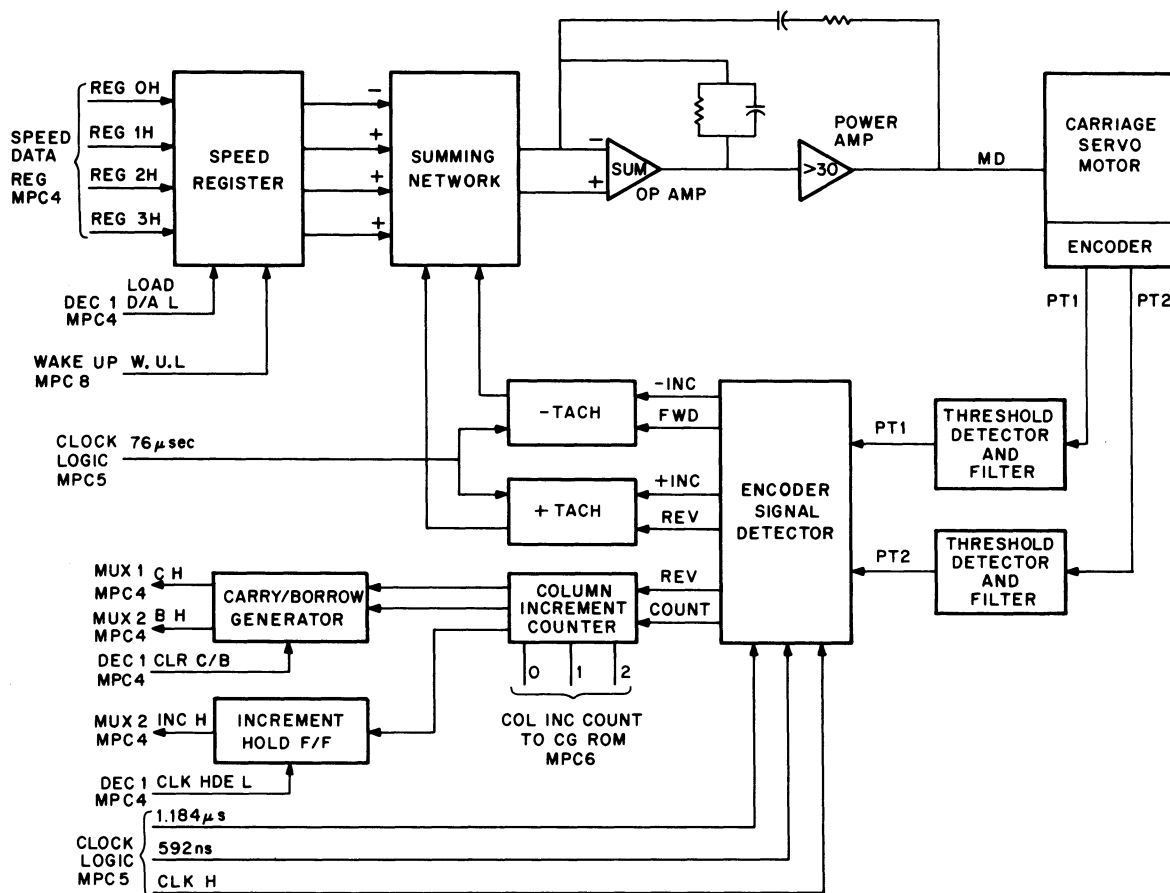 SPEED
DATA
REG
MPC4
REG 0H
REG 1H
REG 2H
REG 3H
SPEED
REGISTER
-
+
+
+
SUMMING
NETWORK
-
+
SUM
OP AMP
POWER
AMP
>30
MD
CARRIAGE
SERVO
MOTOR
ENCODER
PT1
PT2
LOAD
DEC 1 D/A L
MPC4
WAKE UP W. U. L
MPC 8
CLOCK 76μsec
LOGIC
MPC5
-TACH
+ TACH
-INC
FWD
+INC
REV
REV
COUNT
ENCODER
SIGNAL
DETECTOR
PT1
THRESHOLD
DETECTOR
AND
FILTER
PT2
THRESHOLD
DETECTOR
AND
FILTER
MUX 1 C H
MPC4
MUX 2 B H
MPC4
DEC 1 CLR C/B
MPC4
CARRY/BORROW
GENERATOR
COLUMN
INCREMENT
COUNTER
0 1 2
COL INC COUNT
TO CG ROM
MPC6
MUX 2 INC H
MPC4
INCREMENT
HOLD F/F
DEC 1 CLK HDE L
MPC4
CLOCK
LOGIC
MPC5
1.184μs
592ns
CLK H